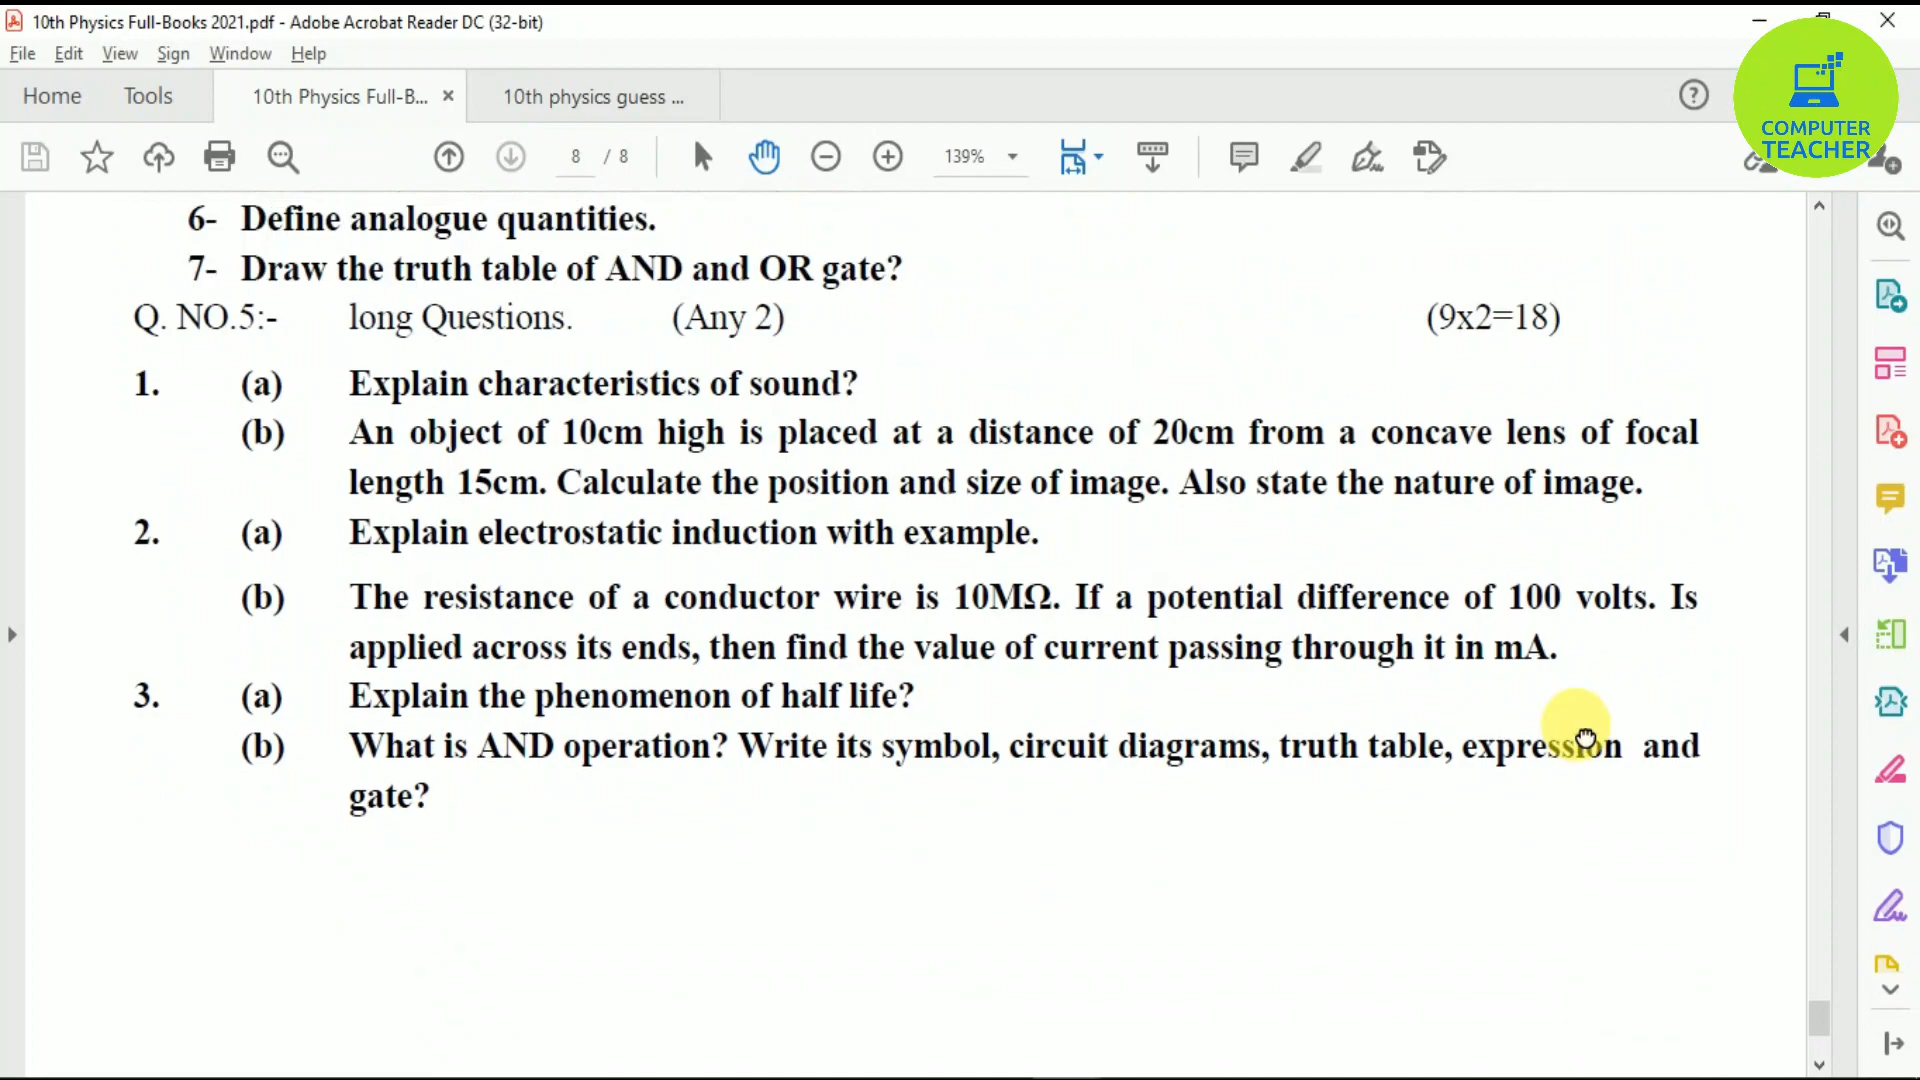 10th Physics Full-Books 2021.pdf - Adobe Acrobat Reader DC (32-bit)
File Edit View Sign Window Help
Home Tools 10th Physics Full-B... 10th physics guess ...
8 / 8 139%
COMPUTER
TEACHER
6- Define analogue quantities.
7- Draw the truth table of AND and OR gate?
Q. NO.5:- long Questions. (Any 2) (9x2=18)
1. (a) Explain characteristics of sound?
(b) An object of 10cm high is placed at a distance of 20cm from a concave lens of focal
length 15cm. Calculate the position and size of image. Also state the nature of image.
2. (a) Explain electrostatic induction with example.
(b) The resistance of a conductor wire is 10MΩ. If a potential difference of 100 volts. Is
applied across its ends, then find the value of current passing through it in mA.
3. (a) Explain the phenomenon of half life?
(b) What is AND operation? Write its symbol, circuit diagrams, truth table, expression and
gate?